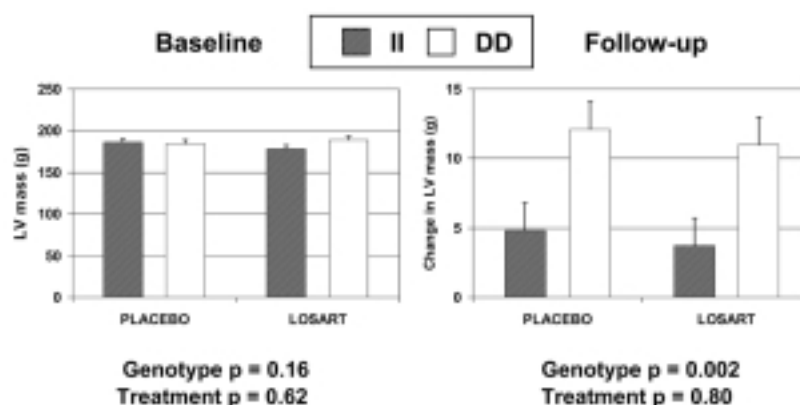 Baseline
II DD
Follow-up
250
200
150
100
50
0
LV mass (g)
PLACEBO LOSART
15
10
5
0
Change in LV mass (g)
PLACEBO LOSART
Genotype p = 0.16
Treatment p = 0.62
Genotype p = 0.002
Treatment p = 0.80